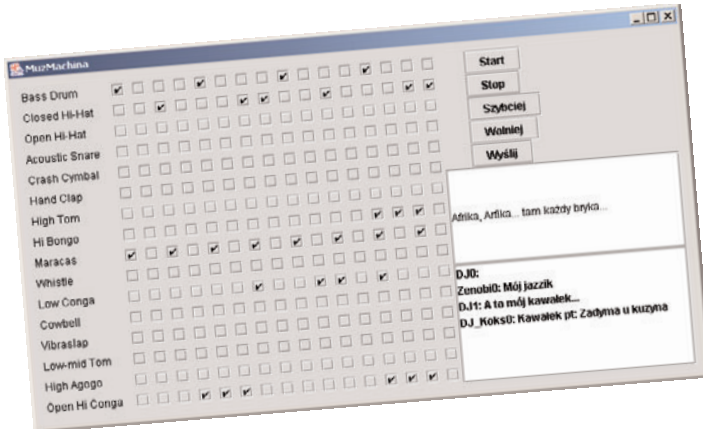 MuzMachina
Bass Drum
Closed Hi-Hat
Open Hi-Hat
Acoustic Snare
Crash Cymbal
Hand Clap
High Tom
Hi Bongo
Maracas
Whistle
Low Conga
Cowbell
Vibraslap
Low-mid Tom
High Agogo
Open Hi Conga
Start
Stop
Szybciej
Wolniej
Wyślij
Afrika, Arfika... tam każdy bryka...
DJ0:
Zenobi0: Mój jazzik
DJ1: A to mój kawałek...
DJ_Koks0: Kawałek pt: Zadyma u kuzyna